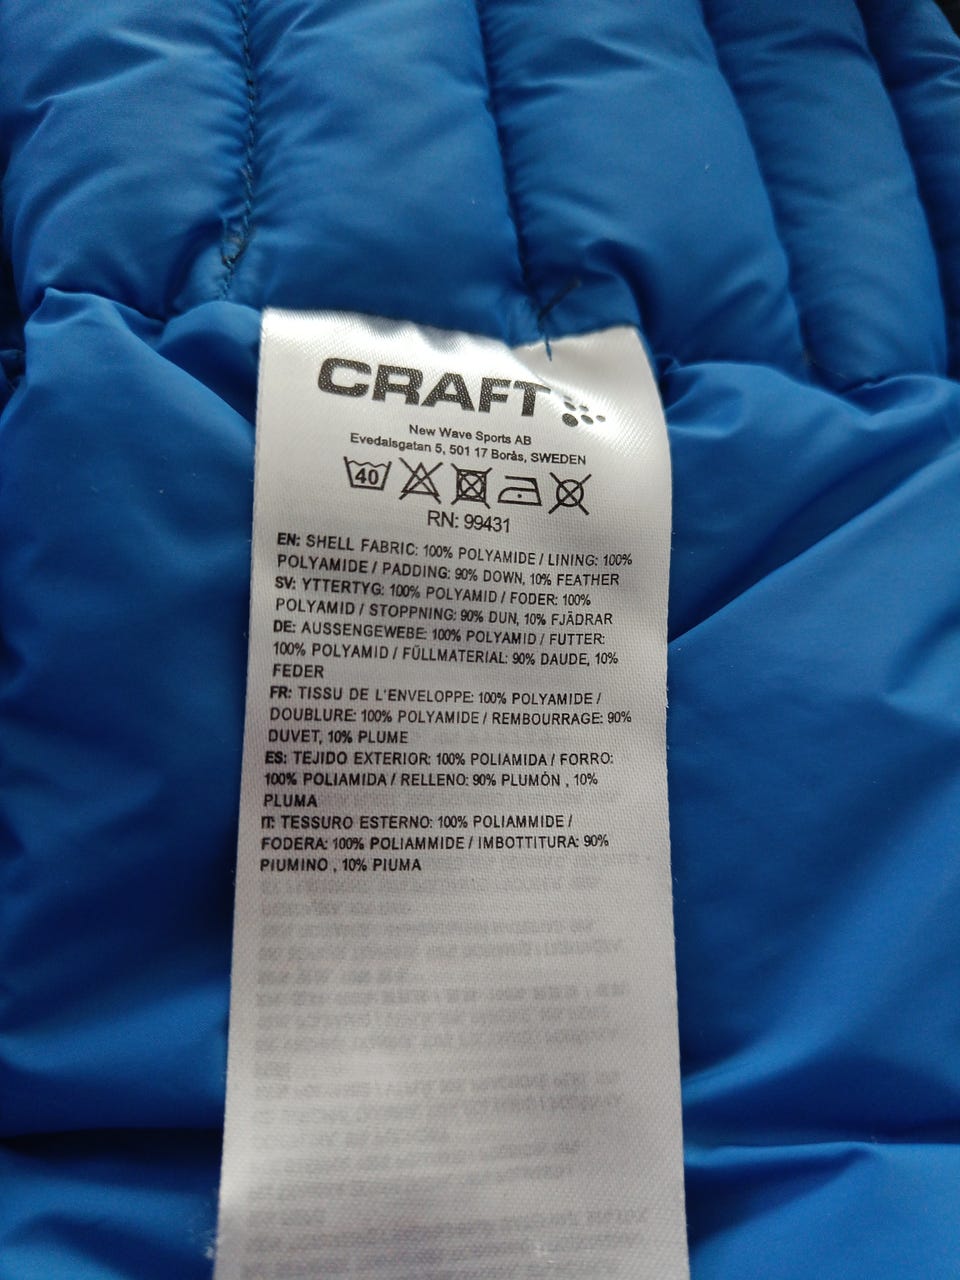 CRAFT
New Wave Sports AB
Evedalsgatan 5, 501 17 Borås, SWEDEN
40
RN: 99431
EN: SHELL FABRIC: 100% POLYAMIDE / LINING: 100%
POLYAMIDE / PADDING: 90% DOWN, 10% FEATHER
SV: YTTERTYG: 100% POLYAMID / FODER: 100%
POLYAMID / STOPPNING: 90% DUN, 10% FJÄDRAR
DE: AUSSENGEWEBE: 100% POLYAMID / FUTTER:
100% POLYAMID / FÜLLMATERIAL: 90% DAUDE, 10%
FEDER
FR: TISSU DE L'ENVELOPPE: 100% POLYAMIDE /
DOUBLURE: 100% POLYAMIDE / REMBOURRAGE: 90%
DUVET, 10% PLUME
ES: TEJIDO EXTERIOR: 100% POLIAMIDA / FORRO:
100% POLIAMIDA / RELLENO: 90% PLUMÓN , 10%
PLUMA
IT: TESSURO ESTERNO: 100% POLIAMMIDE /
FODERA: 100% POLIAMMIDE / IMBOTTITURA: 90%
PIUMINO , 10% PIUMA